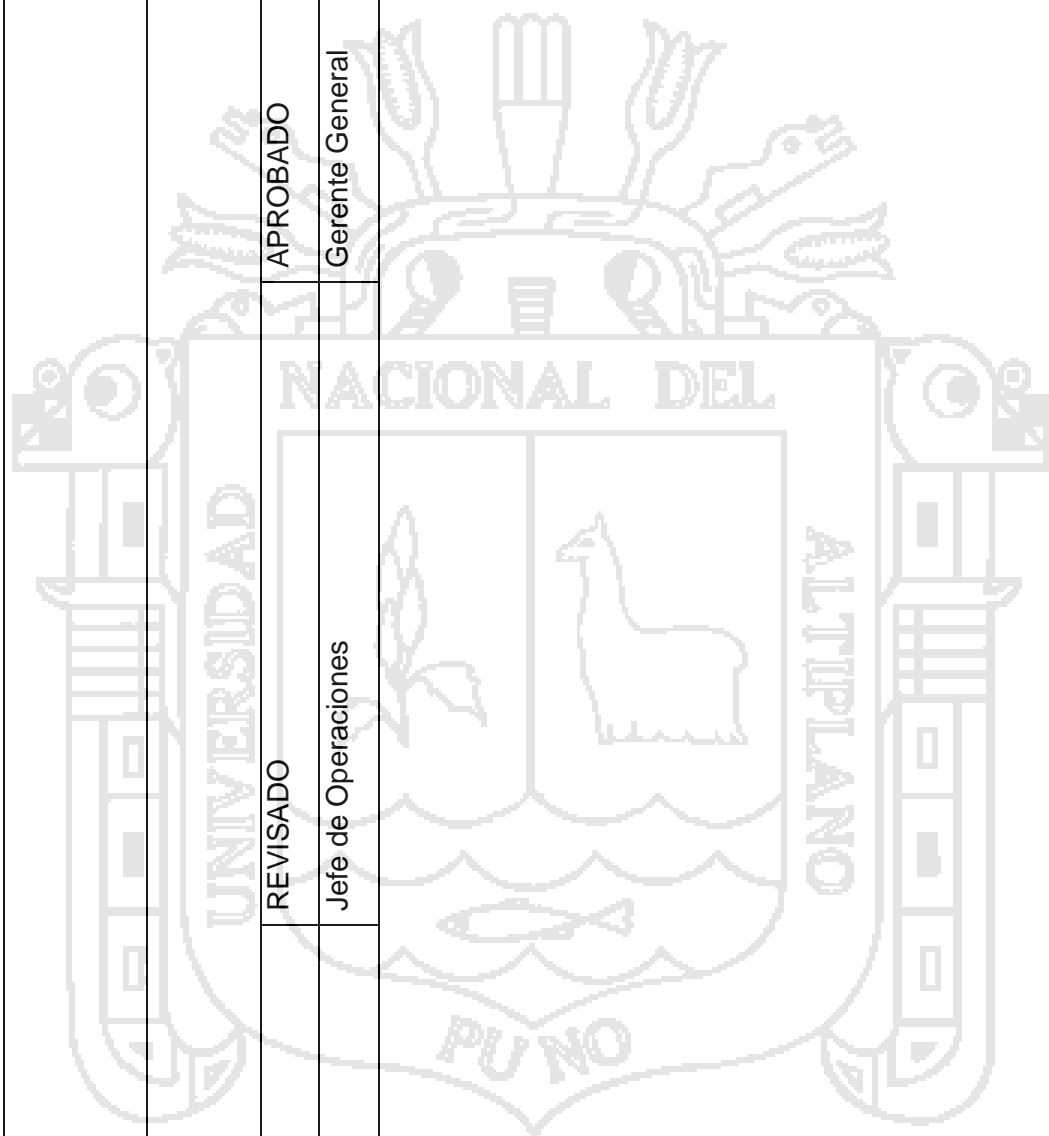 REVISADO
APROBADO
Jefe de Operaciones
Gerente General
NACIONAL DEL
UNIVERSIDAD
ALTIPLANO
PUNO